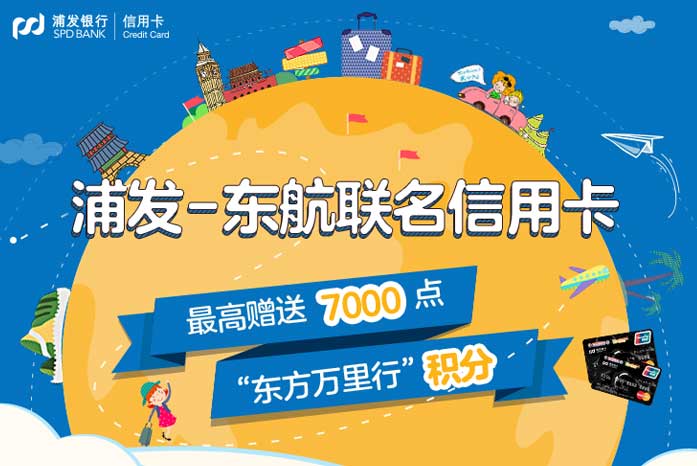 浦发银行 信用卡
SPD BANK Credit Card
浦发-东航联名信用卡
最高赠送 7000 点
“东方万里行” 积分